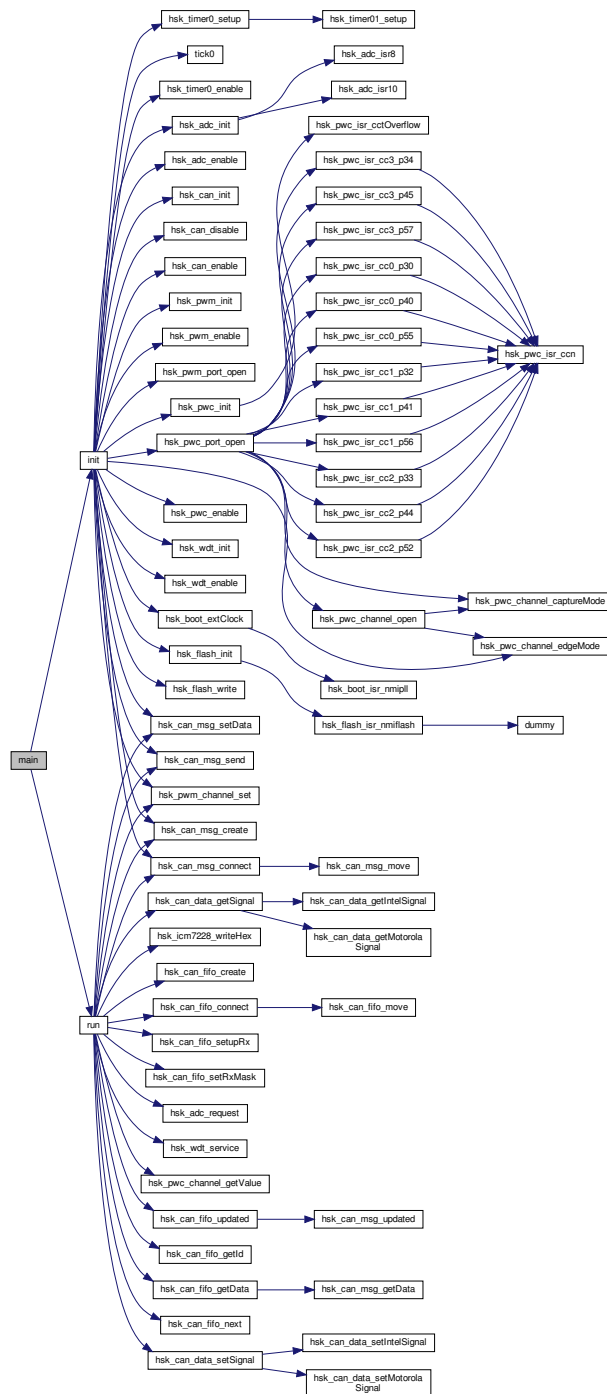 hsk_timer0_setup
hsk_timer01_setup
tick0
hsk_adc_isr8
hsk_timer0_enable
hsk_adc_isr10
hsk_adc_init
hsk_pwc_isr_cctOverflow
hsk_adc_enable
hsk_pwc_isr_cc3_p34
hsk_can_init
hsk_pwc_isr_cc3_p45
hsk_can_disable
hsk_pwc_isr_cc3_p57
hsk_can_enable
hsk_pwc_isr_cc0_p30
hsk_pwm_init
hsk_pwc_isr_cc0_p40
hsk_pwm_enable
hsk_pwc_isr_cc0_p55
hsk_pwc_isr_ccn
hsk_pwm_port_open
hsk_pwc_isr_cc1_p32
hsk_pwc_init
hsk_pwc_isr_cc1_p41
init
hsk_pwc_port_open
hsk_pwc_isr_cc1_p56
hsk_pwc_isr_cc2_p33
hsk_pwc_enable
hsk_pwc_isr_cc2_p44
hsk_wdt_init
hsk_pwc_isr_cc2_p52
hsk_wdt_enable
hsk_pwc_channel_captureMode
hsk_boot_extClock
hsk_pwc_channel_open
hsk_pwc_channel_edgeMode
hsk_flash_init
hsk_flash_write
hsk_boot_isr_nmipll
hsk_can_msg_setData
hsk_flash_isr_nmiflash
dummy
main
hsk_can_msg_send
hsk_pwm_channel_set
hsk_can_msg_create
hsk_can_msg_connect
hsk_can_msg_move
hsk_can_data_getSignal
hsk_can_data_getIntelSignal
hsk_icm7228_writeHex
hsk_can_data_getMotorola
Signal
hsk_can_fifo_create
hsk_can_fifo_connect
hsk_can_fifo_move
run
hsk_can_fifo_setupRx
hsk_can_fifo_setRxMask
hsk_adc_request
hsk_wdt_service
hsk_pwc_channel_getValue
hsk_can_fifo_updated
hsk_can_msg_updated
hsk_can_fifo_getId
hsk_can_fifo_getData
hsk_can_msg_getData
hsk_can_fifo_next
hsk_can_data_setSignal
hsk_can_data_setIntelSignal
hsk_can_data_setMotorola
Signal